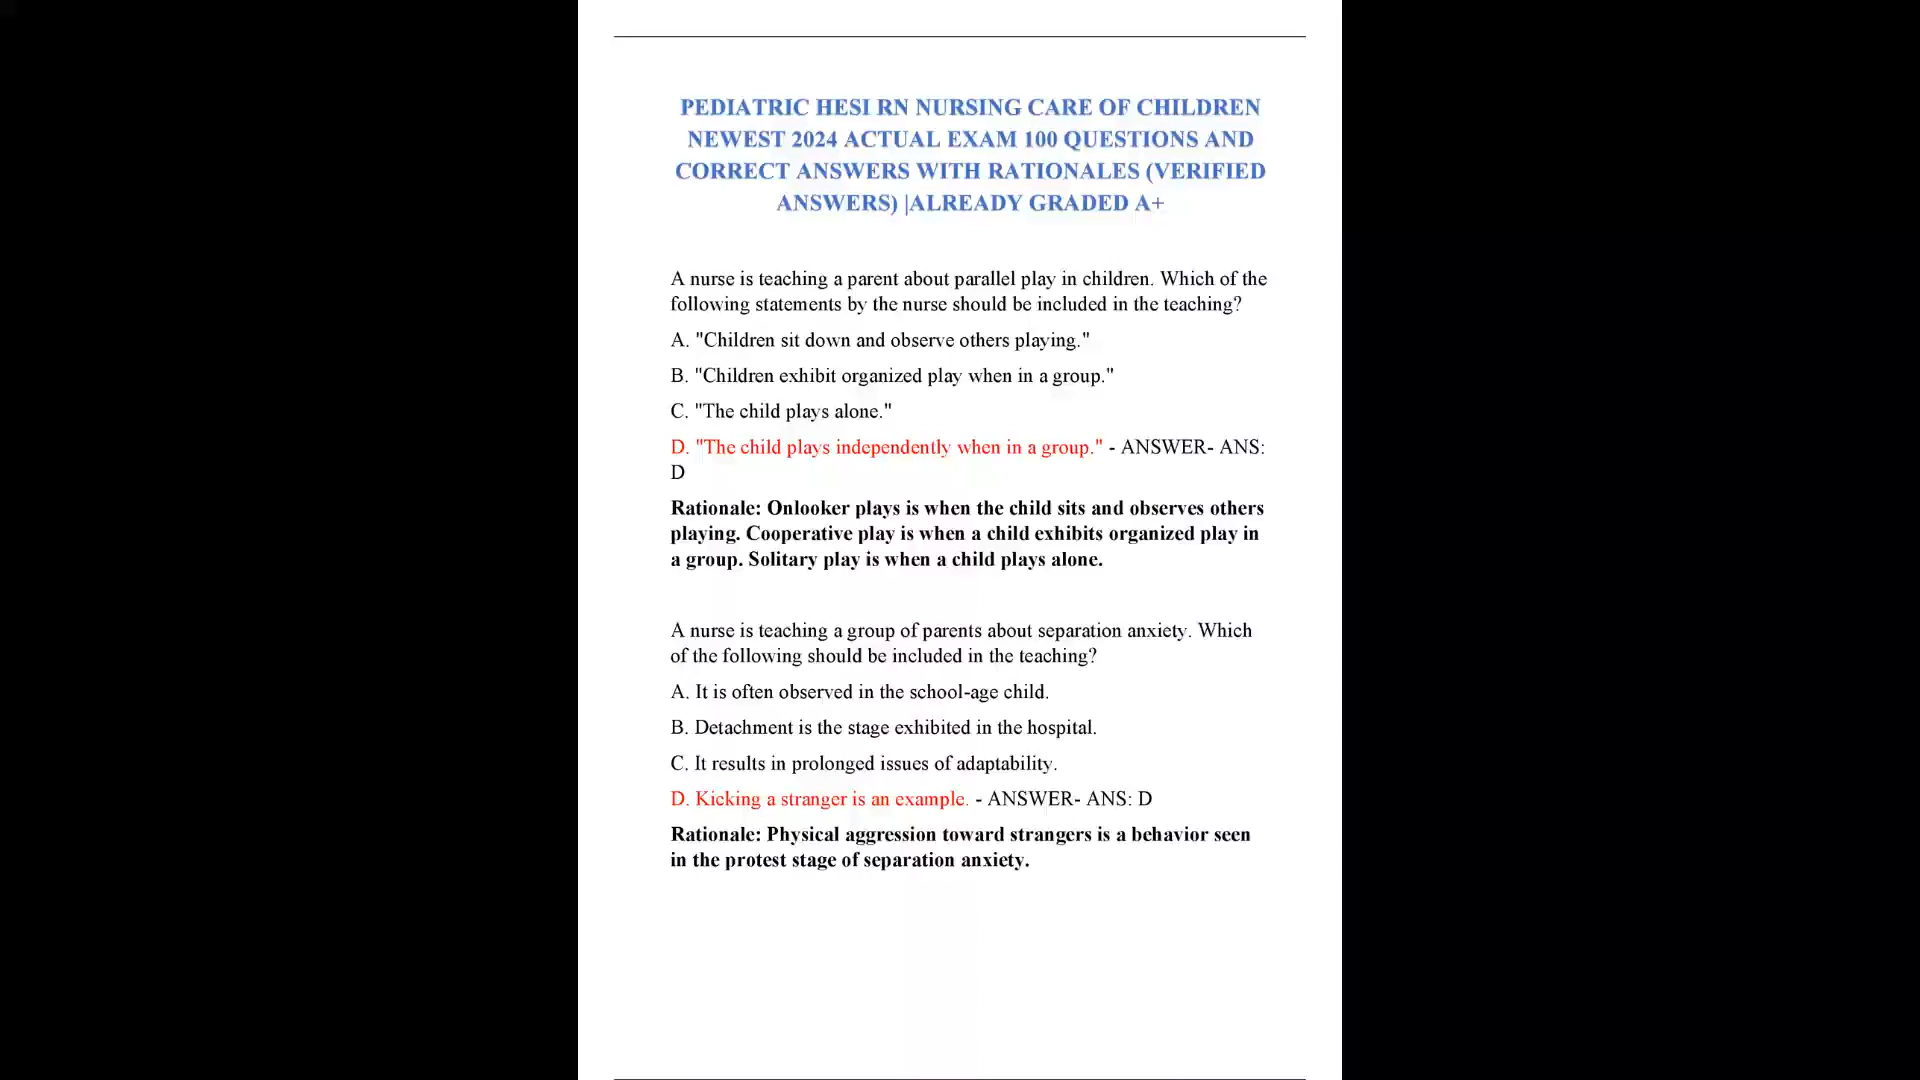 PEDIATRIC HESI RN NURSING CARE OF CHILDREN
NEWEST 2024 ACTUAL EXAM 100 QUESTIONS AND
CORRECT ANSWERS WITH RATIONALES (VERIFIED
ANSWERS) |ALREADY GRADED A+
A nurse is teaching a parent about parallel play in children. Which of the
following statements by the nurse should be included in the teaching?
A. "Children sit down and observe others playing."
B. "Children exhibit organized play when in a group."
C. "The child plays alone."
D. "The child plays independently when in a group." - ANSWER- ANS:
D
Rationale: Onlooker plays is when the child sits and observes others
playing. Cooperative play is when a child exhibits organized play in
a group. Solitary play is when a child plays alone.
A nurse is teaching a group of parents about separation anxiety. Which
of the following should be included in the teaching?
A. It is often observed in the school-age child.
B. Detachment is the stage exhibited in the hospital.
C. It results in prolonged issues of adaptability.
D. Kicking a stranger is an example. - ANSWER- ANS: D
Rationale: Physical aggression toward strangers is a behavior seen
in the protest stage of separation anxiety.